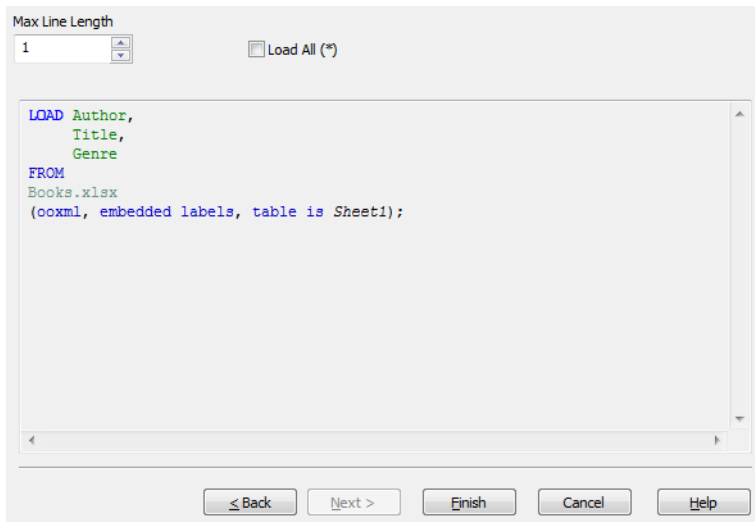 Max Line Length
1
Load All (*)
LOAD Author,
     Title,
     Genre
FROM
Books.xlsx
(ooxml, embedded labels, table is Sheet1);
< Back
Next >
Finish
Cancel
Help